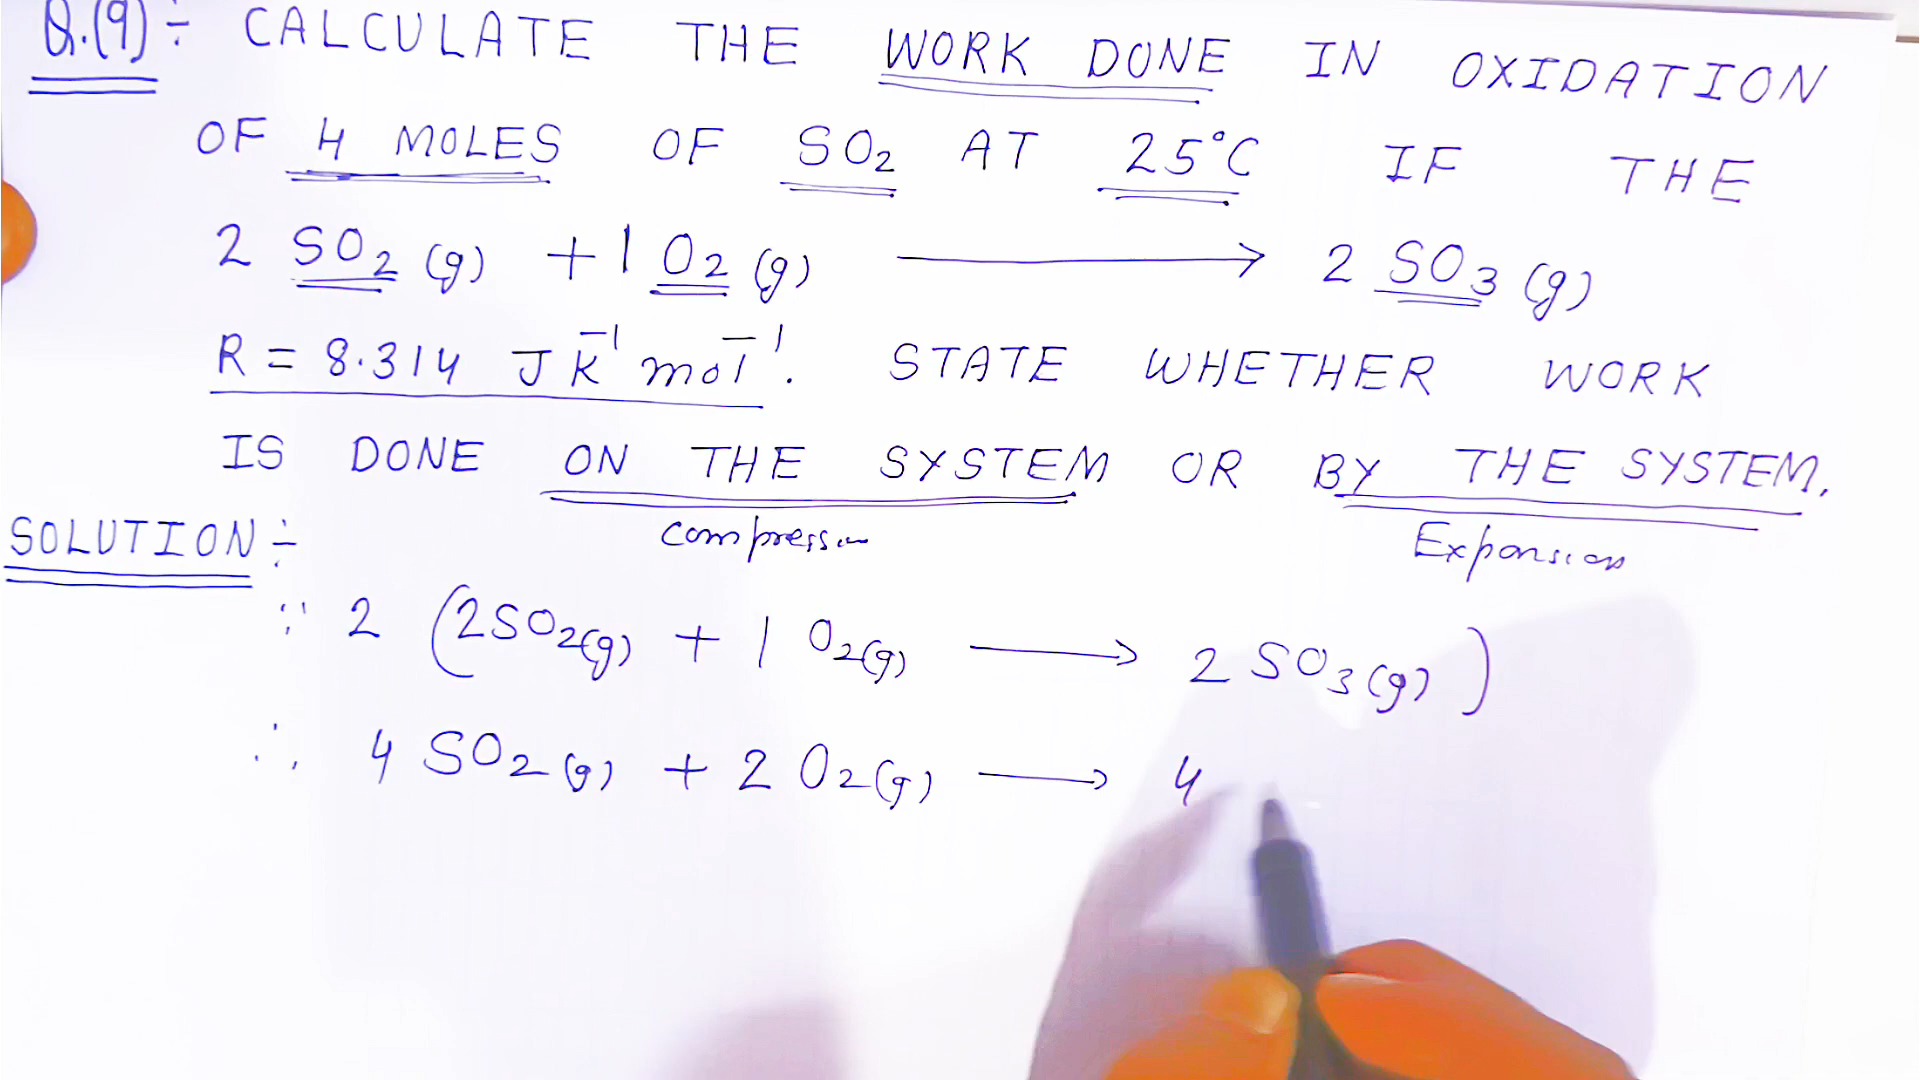 Q.(9) ÷ CALCULATE THE WORK DONE IN OXIDATION
OF 4 MOLES OF SO₂ AT 25°C IF THE
2 SO₂ (g) + 1 O₂ (g) ⟶ 2 SO₃ (g)
R = 8.314 J K⁻¹ mol⁻¹. STATE WHETHER WORK
IS DONE ON THE SYSTEM OR BY THE SYSTEM.
compression Expansion
SOLUTION ÷
∵ 2 (2SO₂(g) + 1 O₂(g) ⟶ 2 SO₃(g))
∴ 4 SO₂(g) + 2 O₂(g) ⟶ 4